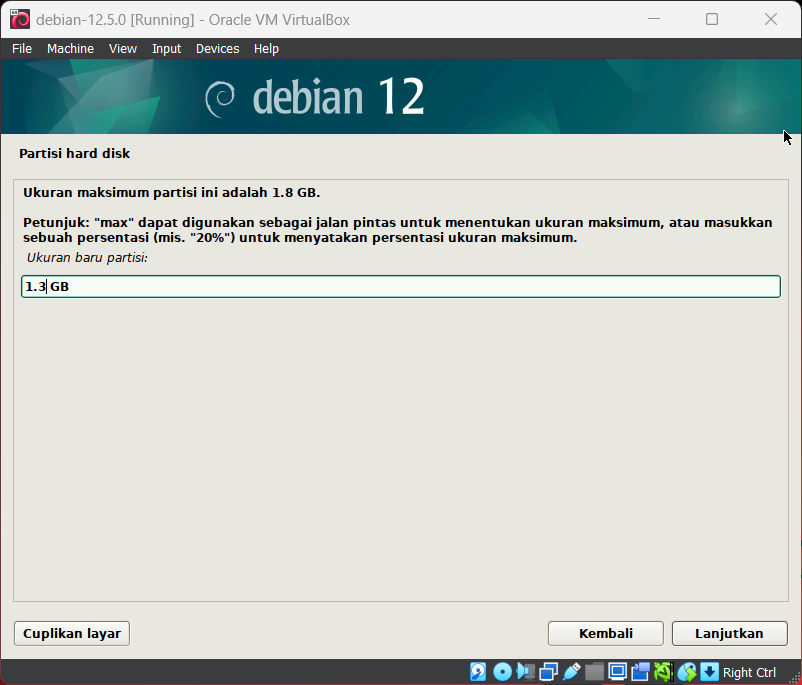 debian-12.5.0 [Running] - Oracle VM VirtualBox
File Machine View Input Devices Help
debian 12
Partisi hard disk
Ukuran maksimum partisi ini adalah 1.8 GB.
Petunjuk: "max" dapat digunakan sebagai jalan pintas untuk menentukan ukuran maksimum, atau masukkan
sebuah persentasi (mis. "20%") untuk menyatakan persentasi ukuran maksimum.
Ukuran baru partisi:
1.3 GB
Cuplikan layar Kembali Lanjutkan
Right Ctrl